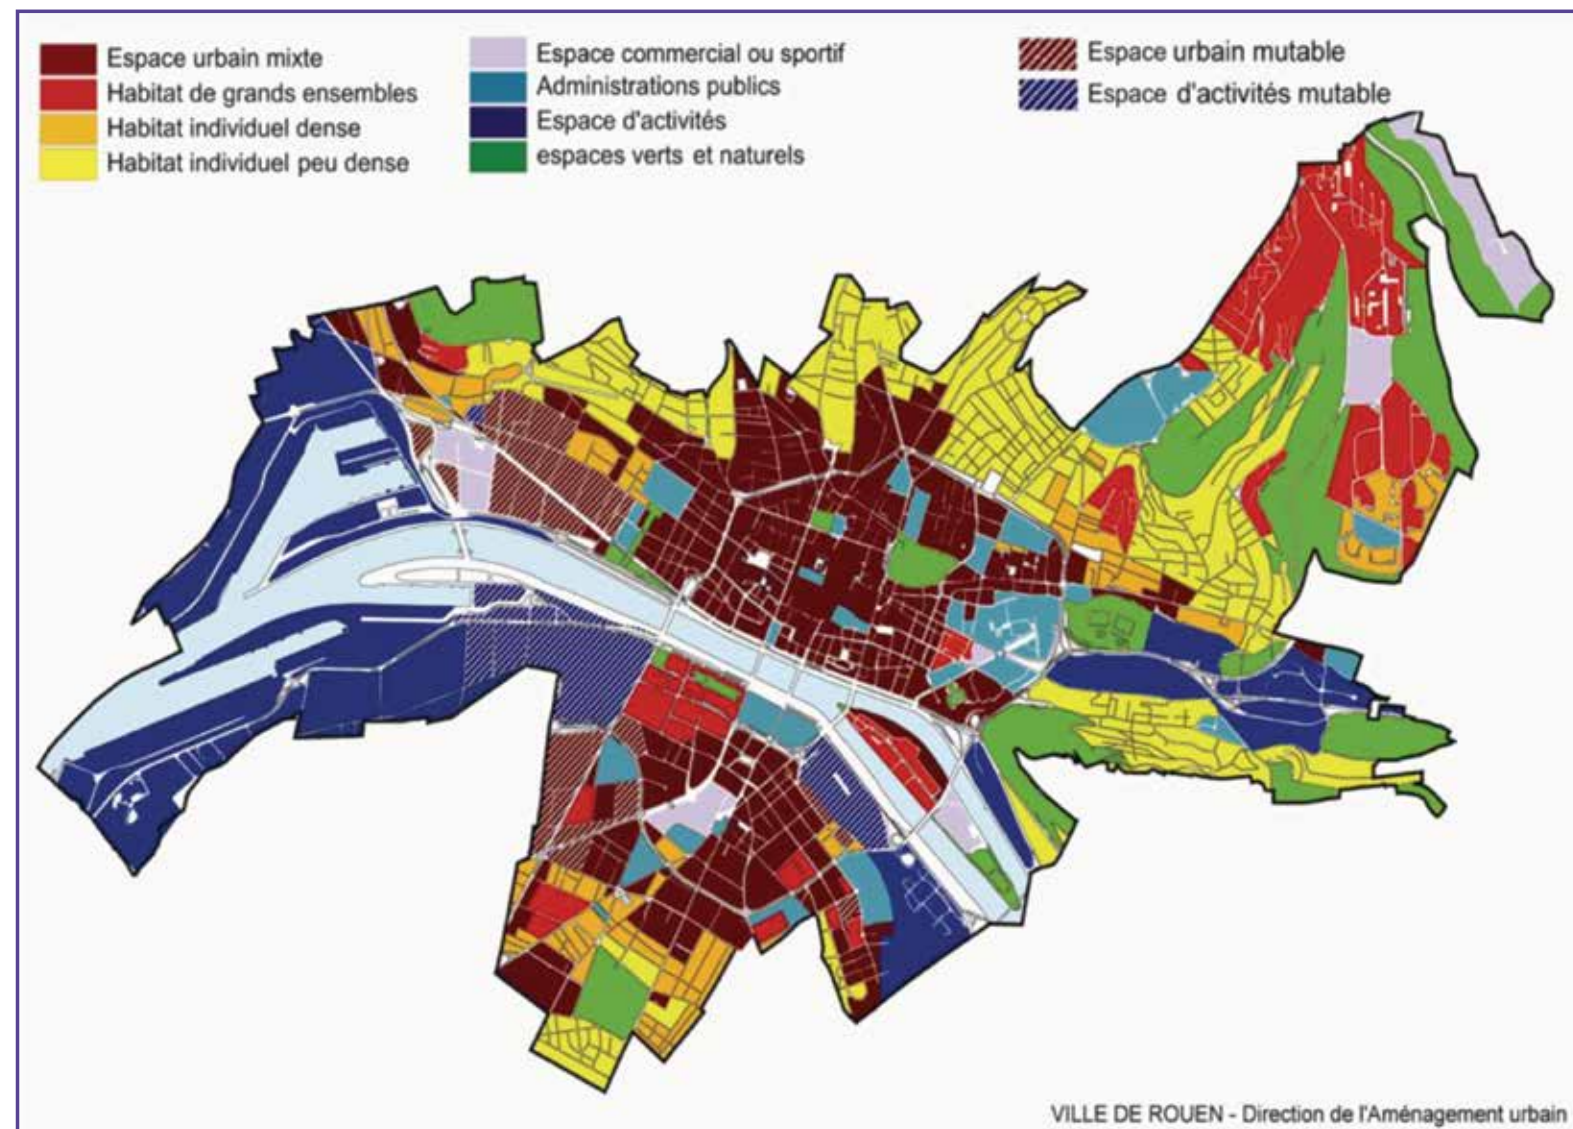 Espace urbain mixte
Habitat de grands ensembles
Habitat individuel dense
Habitat individuel peu dense
Espace commercial ou sportif
Administrations publics
Espace d'activités
espaces verts et naturels
Espace urbain mutable
Espace d'activités mutable
VILLE DE ROUEN - Direction de l'Aménagement urbain